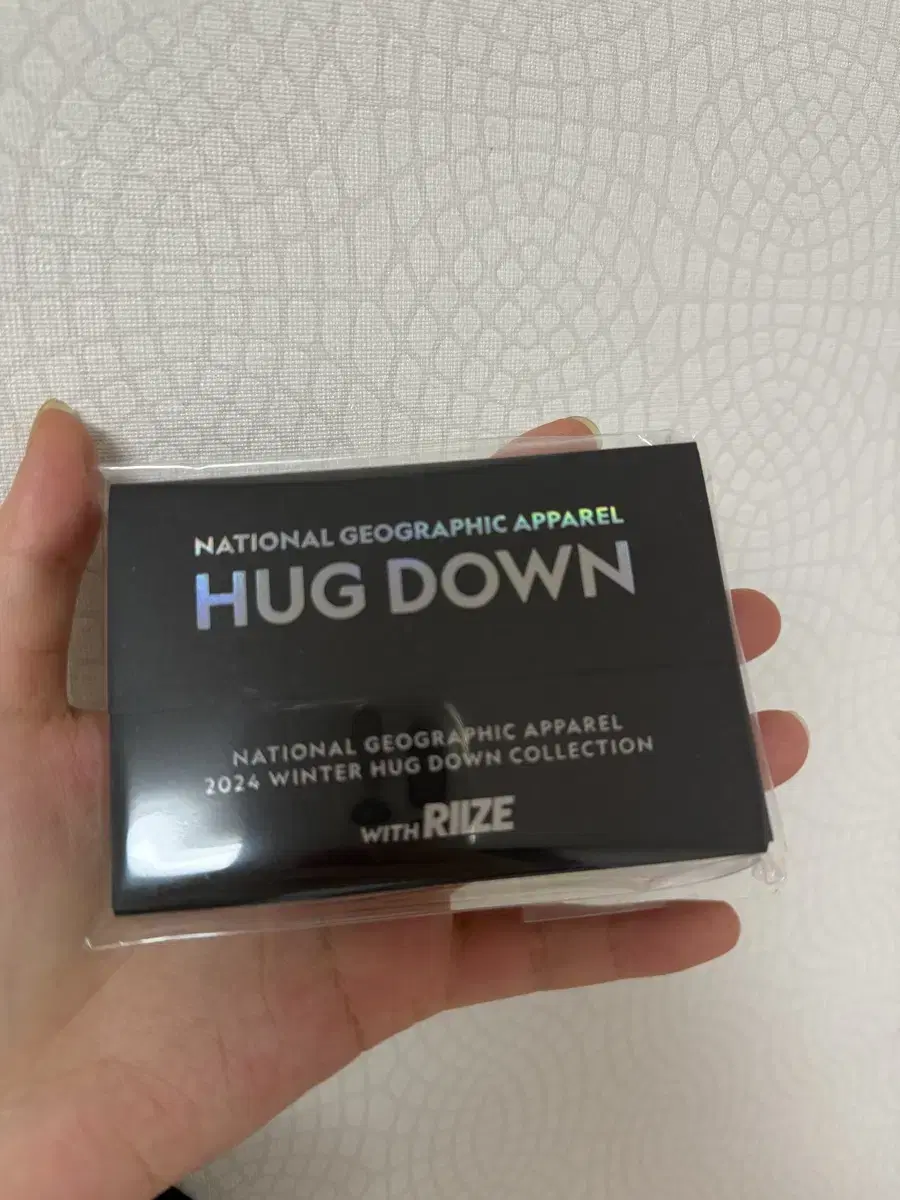 NATIONAL GEOGRAPHIC APPAREL
HUG DOWN
NATIONAL GEOGRAPHIC APPAREL
2024 WINTER HUG DOWN COLLECTION
WITH RIIZE